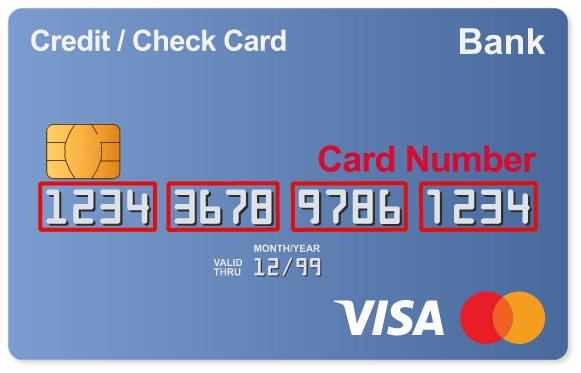 Credit / Check Card Bank
Card Number
1234 3678 9786 1234
MONTH/YEAR
VALID THRU 12/99
VISA